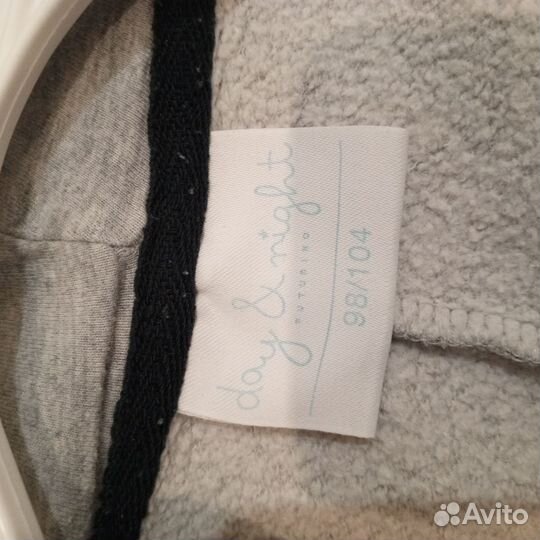 day & night
FUTURINO
98/104
Avito